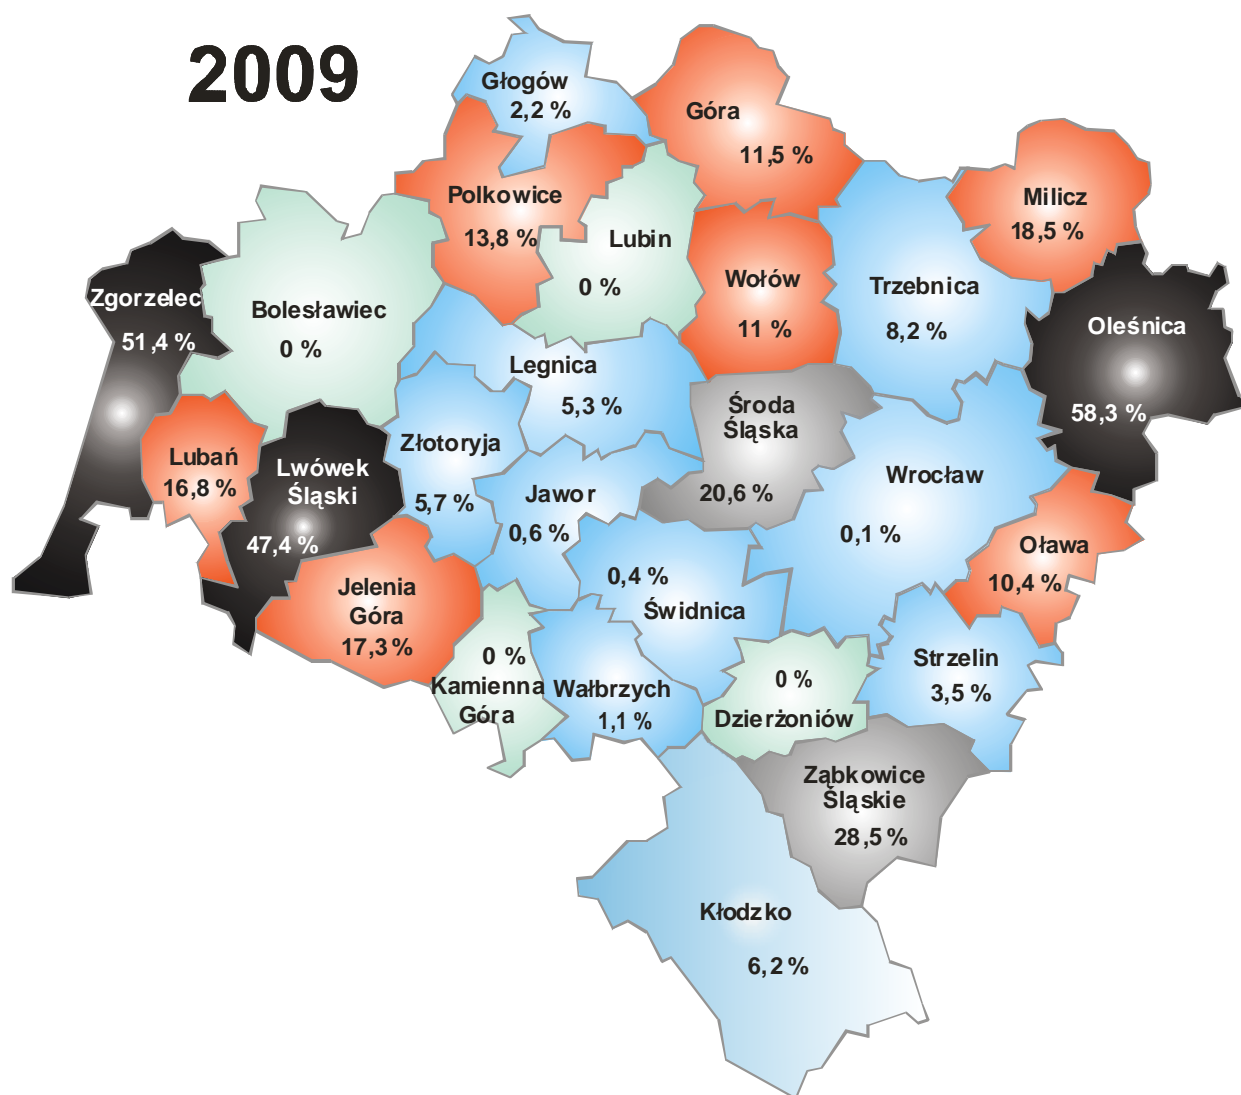 2009
Głogów
2,2 %
Góra
11,5 %
Polkowice
13,8 %
Milicz
18,5 %
Lubin
0 %
Wołów
11 %
Trzebnica
8,2 %
Zgorzelec
51,4 %
Bolesławiec
0 %
Oleśnica
58,3 %
Legnica
5,3 %
Środa
Śląska
20,6 %
Złotoryja
5,7 %
Lubań
16,8 %
Lwówek
Śląski
47,4 %
Jawor
0,6 %
Wrocław
0,1 %
Oława
10,4 %
Jelenia
Góra
17,3 %
0,4 %
Świdnica
0 %
Kamienna
Góra
Wałbrzych
1,1 %
0 %
Dzierżoniów
Strzelin
3,5 %
Ząbkowice
Śląskie
28,5 %
Kłodzko
6,2 %